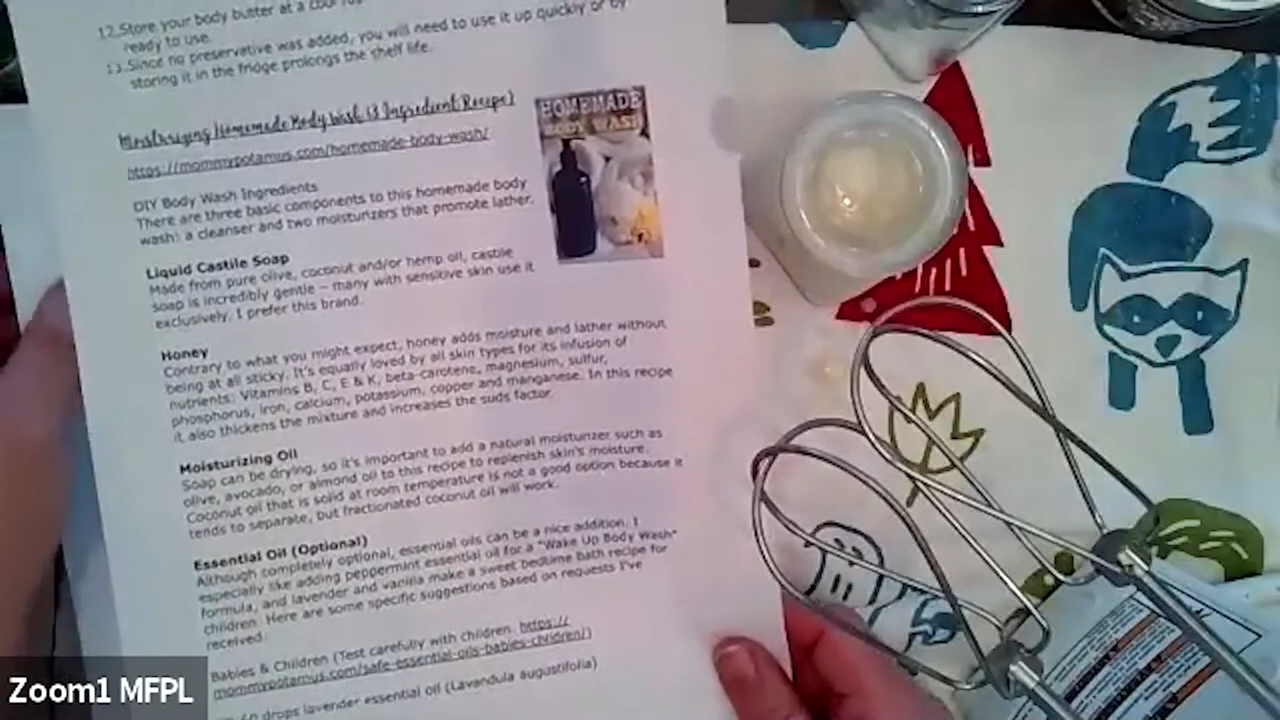 12.Store your body butter at a cool
ready to use.
13.Since no preservative was added, you will need to use it up quickly or by
storing it in the fridge prolongs the shelf life.
Moisturizing Homemade Body Wash (3 Ingredient Recipe)
https://mommypotamus.com/homemade-body-wash/
HOMEMADE
BODY WASH
DIY Body Wash Ingredients
There are three basic components to this homemade body
wash: a cleanser and two moisturizers that promote lather.
Liquid Castile Soap
Made from pure olive, coconut and/or hemp oil, castile
soap is incredibly gentle – many with sensitive skin use it
exclusively. I prefer this brand.
Honey
Contrary to what you might expect, honey adds moisture and lather without
being at all sticky. It's equally loved by all skin types for its infusion of
nutrients: Vitamins B, C, E & K, beta-carotene, magnesium, sulfur,
phosphorus, iron, calcium, potassium, copper and manganese. In this recipe
it also thickens the mixture and increases the suds factor.
Moisturizing Oil
Soap can be drying, so it's important to add a natural moisturizer such as
olive, avocado, or almond oil to this recipe to replenish skin's moisture.
Coconut oil that is solid at room temperature is not a good option because it
tends to separate, but fractionated coconut oil will work.
Essential Oil (Optional)
Although completely optional, essential oils can be a nice addition. I
especially like adding peppermint essential oil for a "Wake Up Body Wash"
formula, and lavender and vanilla make a sweet bedtime bath recipe for
children. Here are some specific suggestions based on requests I've
received.
Babies & Children (Test carefully with children. https://
mommypotamus.com/safe-essential-oils-babies-children/)
drops lavender essential oil (Lavandula augustifolia)
Zoom1 MFPL